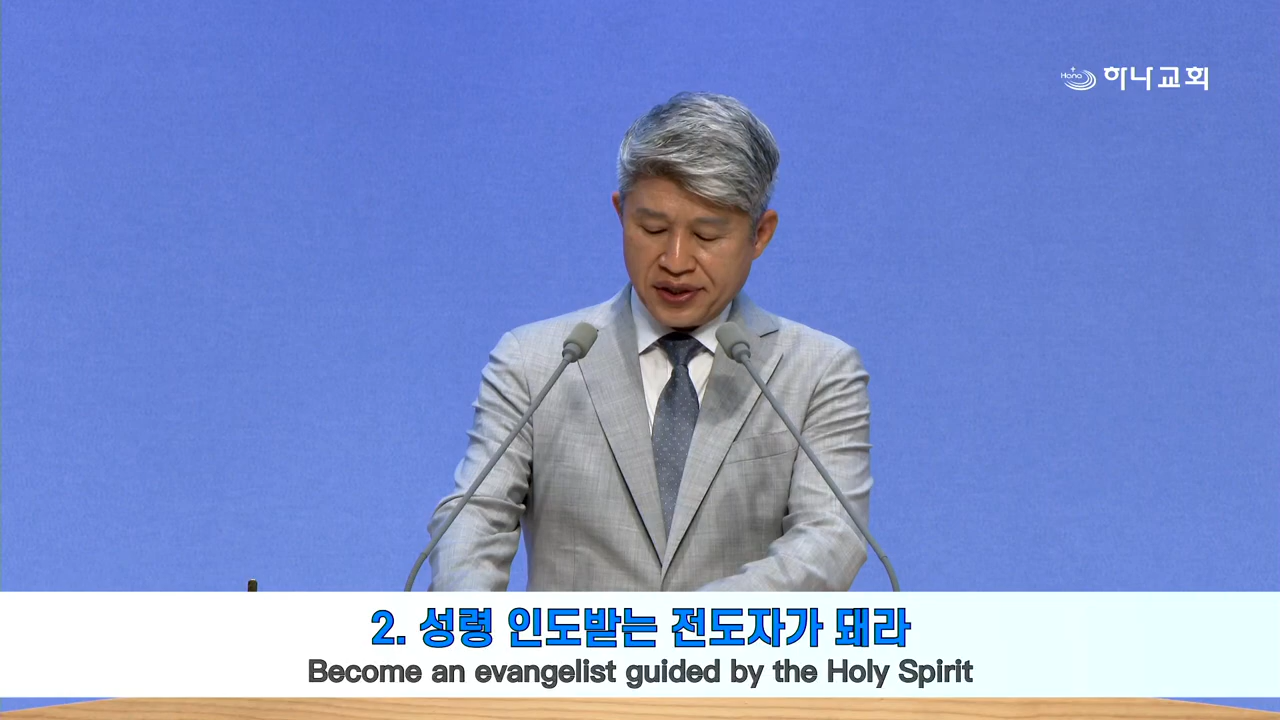 Hana 하나교회
2. 성령 인도받는 전도자가 돼라
Become an evangelist guided by the Holy Spirit